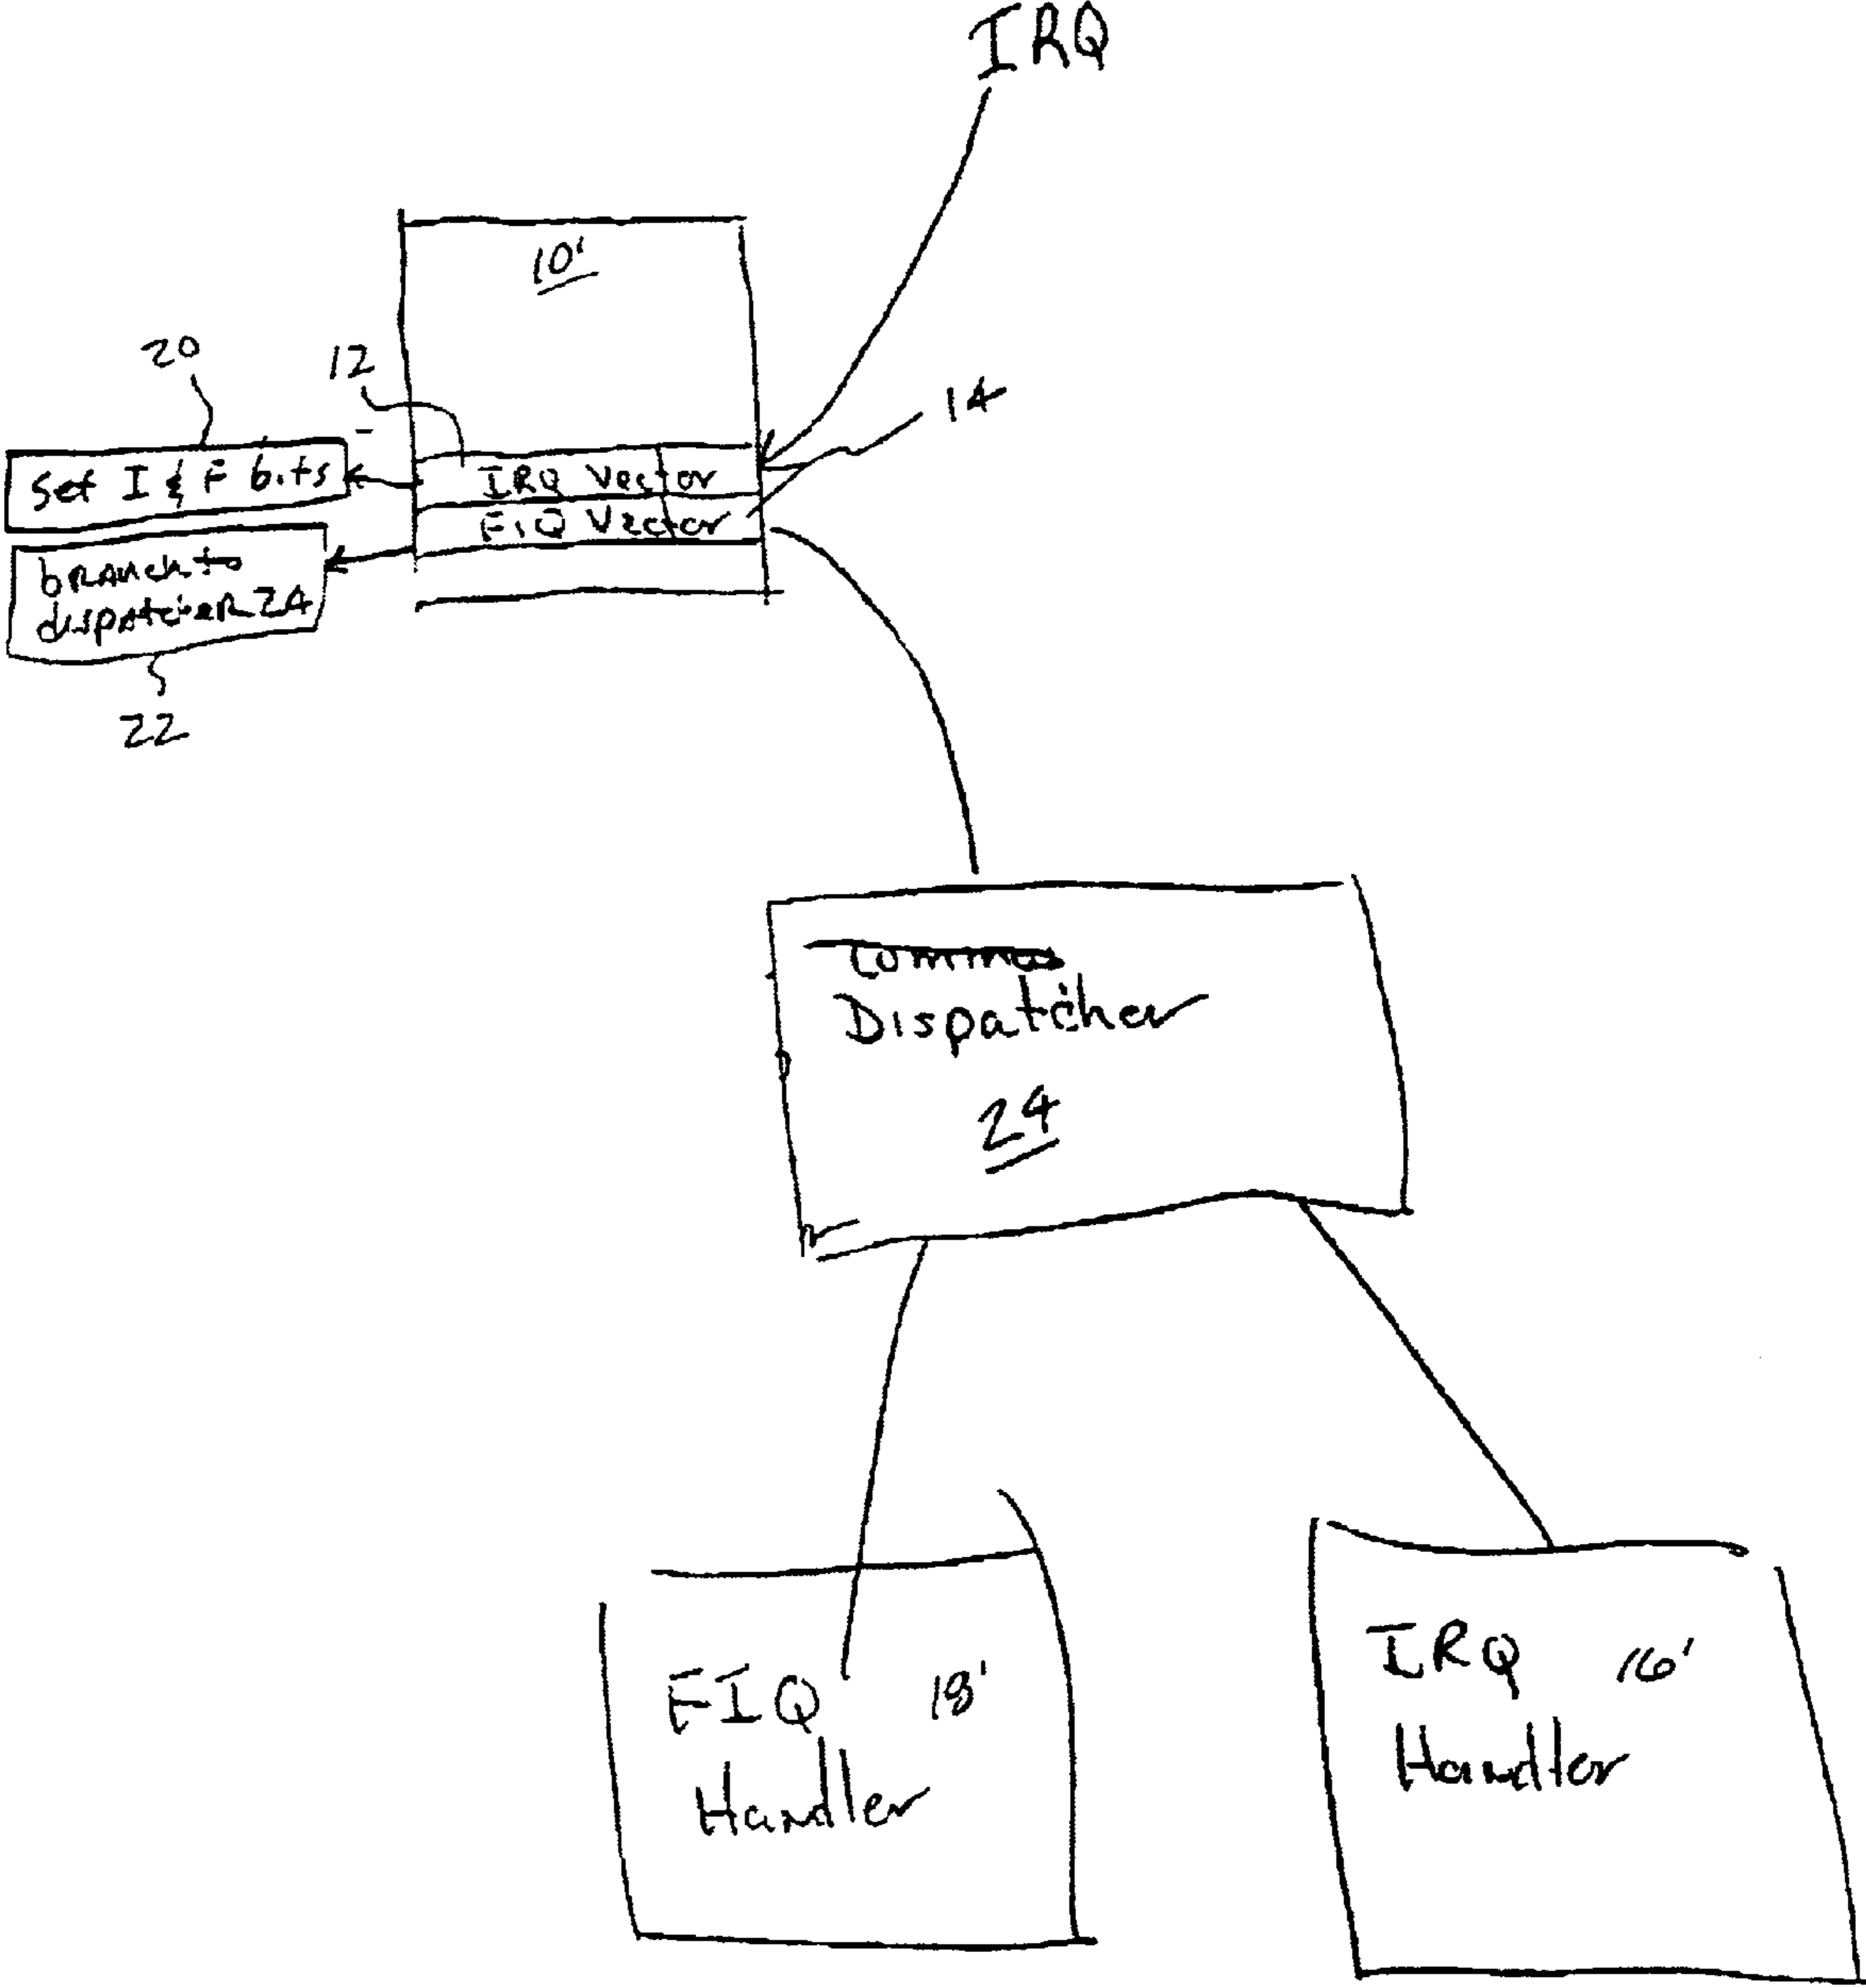 IRQ
10'
20
12
14
IRQ Vector
Set I & F bits
FIQ Vector
branch to
dispatcher 24
22
Dispatcher
24
FIQ 18'
Handler
IRQ 16'
Handler